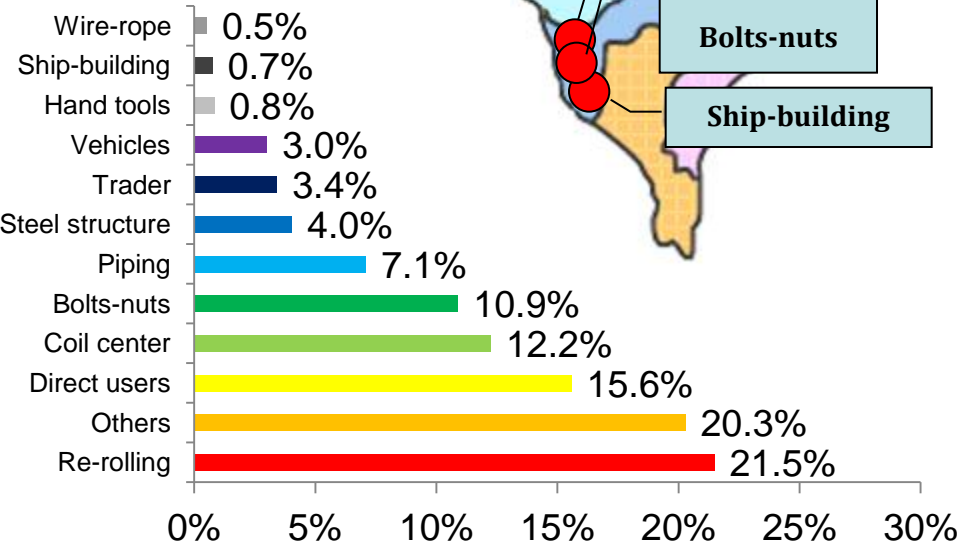 Wire-rope 0.5%
Ship-building 0.7%
Hand tools 0.8%
Vehicles 3.0%
Trader 3.4%
Steel structure 4.0%
Piping 7.1%
Bolts-nuts 10.9%
Coil center 12.2%
Direct users 15.6%
Others 20.3%
Re-rolling 21.5%
0% 5% 10% 15% 20% 25% 30%
Bolts-nuts
Ship-building